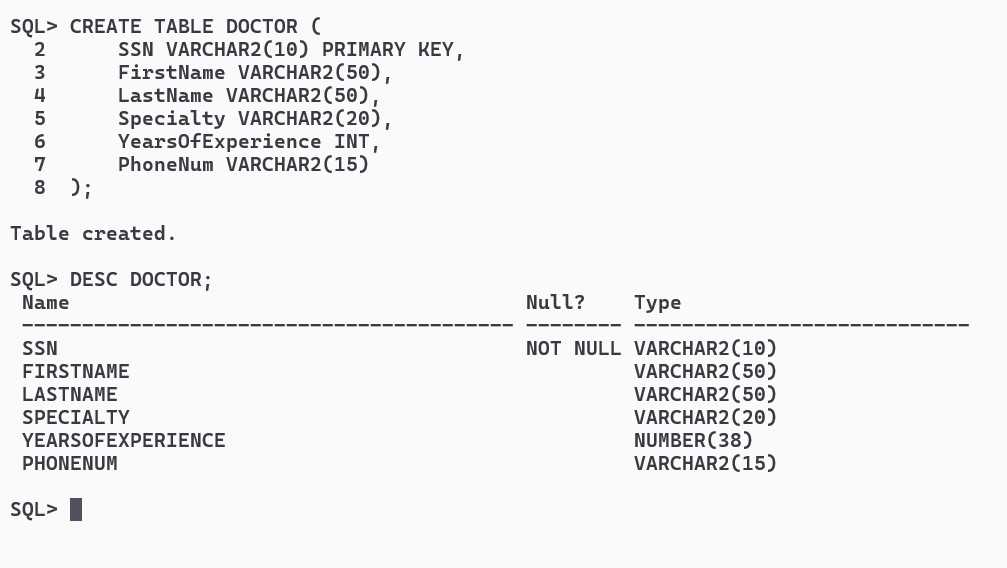 SQL> CREATE TABLE DOCTOR (
  2      SSN VARCHAR2(10) PRIMARY KEY,
  3      FirstName VARCHAR2(50),
  4      LastName VARCHAR2(50),
  5      Specialty VARCHAR2(20),
  6      YearsOfExperience INT,
  7      PhoneNum VARCHAR2(15)
  8  );
Table created.
SQL> DESC DOCTOR;
 Name                                      Null?    Type
 ----------------------------------------- -------- ----------------------------
 SSN                                       NOT NULL VARCHAR2(10)
 FIRSTNAME                                          VARCHAR2(50)
 LASTNAME                                           VARCHAR2(50)
 SPECIALTY                                          VARCHAR2(20)
 YEARSOFEXPERIENCE                                  NUMBER(38)
 PHONENUM                                           VARCHAR2(15)
SQL>